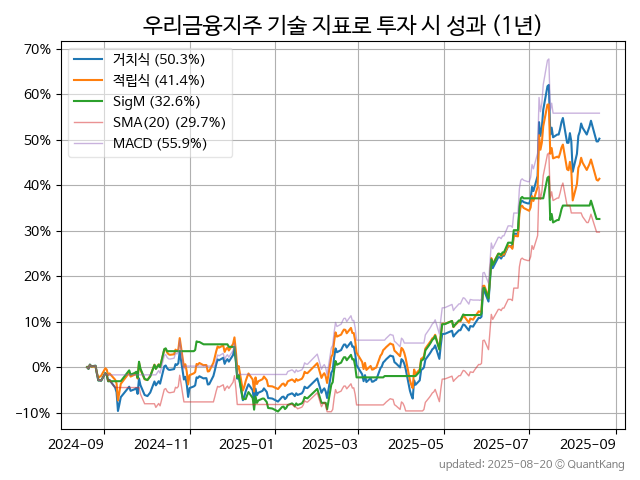 우리금융지주 기술 지표로 투자 시 성과 (1년)
거치식 (50.3%)
적립식 (41.4%)
SigM (32.6%)
SMA(20) (29.7%)
MACD (55.9%)
70%
60%
50%
40%
30%
20%
10%
0%
−10%
2024-09 2024-11 2025-01 2025-03 2025-05 2025-07 2025-09
updated: 2025-08-20 © QuantKang